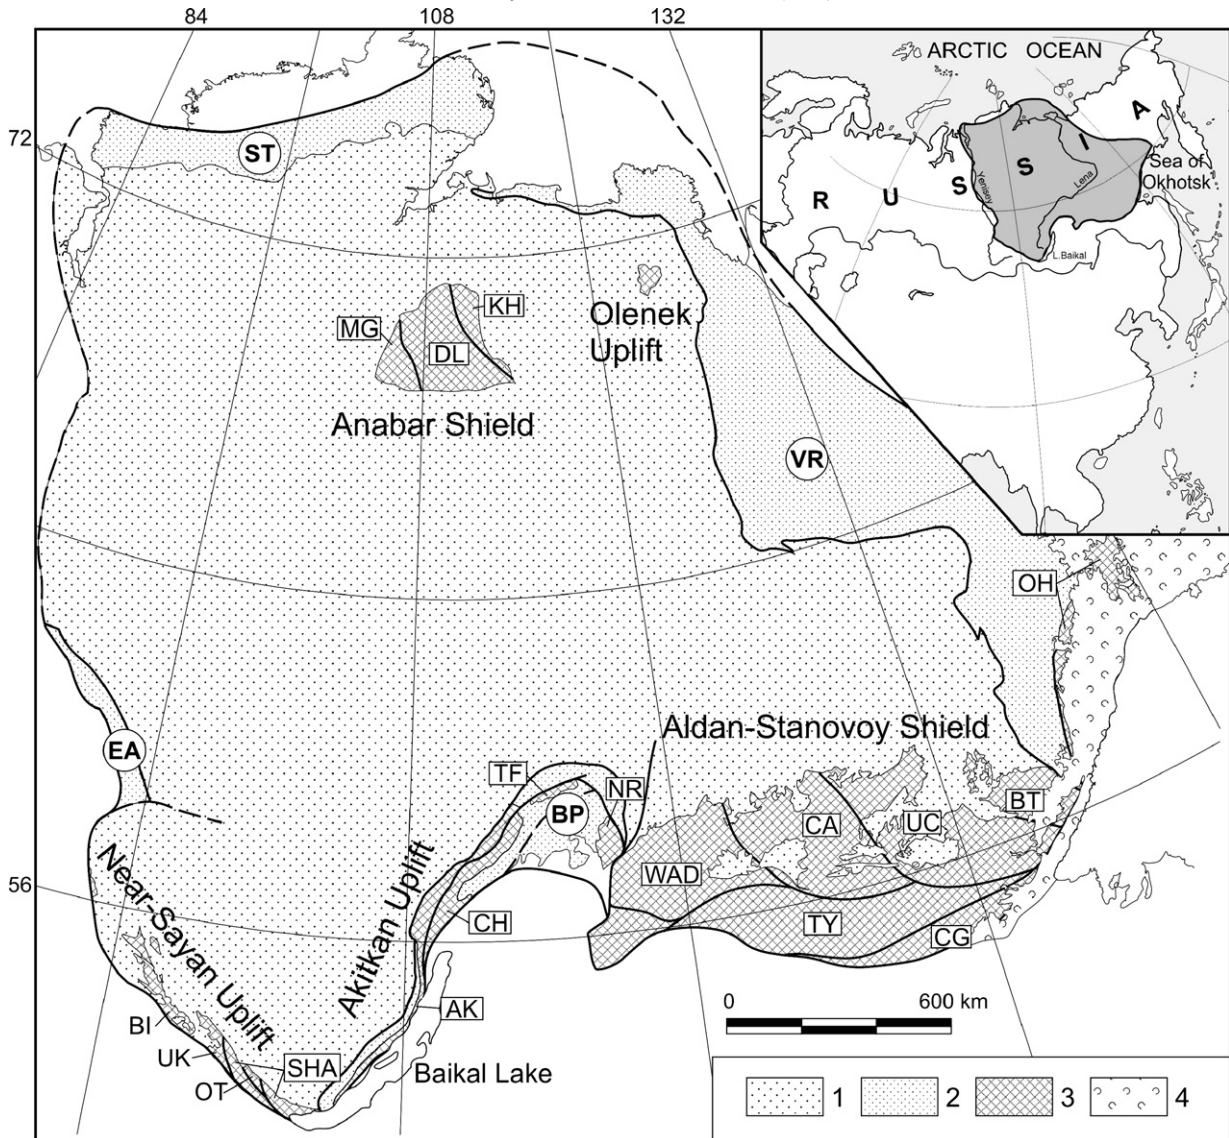 84
108
132
72
56
ARCTIC OCEAN
R U S S I A
Sea of
Okhotsk
Yenisey
Lena
L.Baikal
ST
KH
MG
DL
Olenek
Uplift
Anabar Shield
VR
OH
EA
Aldan-Stanovoy Shield
TF
NR
BP
BT
CA
UC
WAD
TY
CG
CH
Near-Sayan Uplift
Akitkan Uplift
AK
BI
UK
OT
SHA
Baikal Lake
0 600 km
1 2 3 4